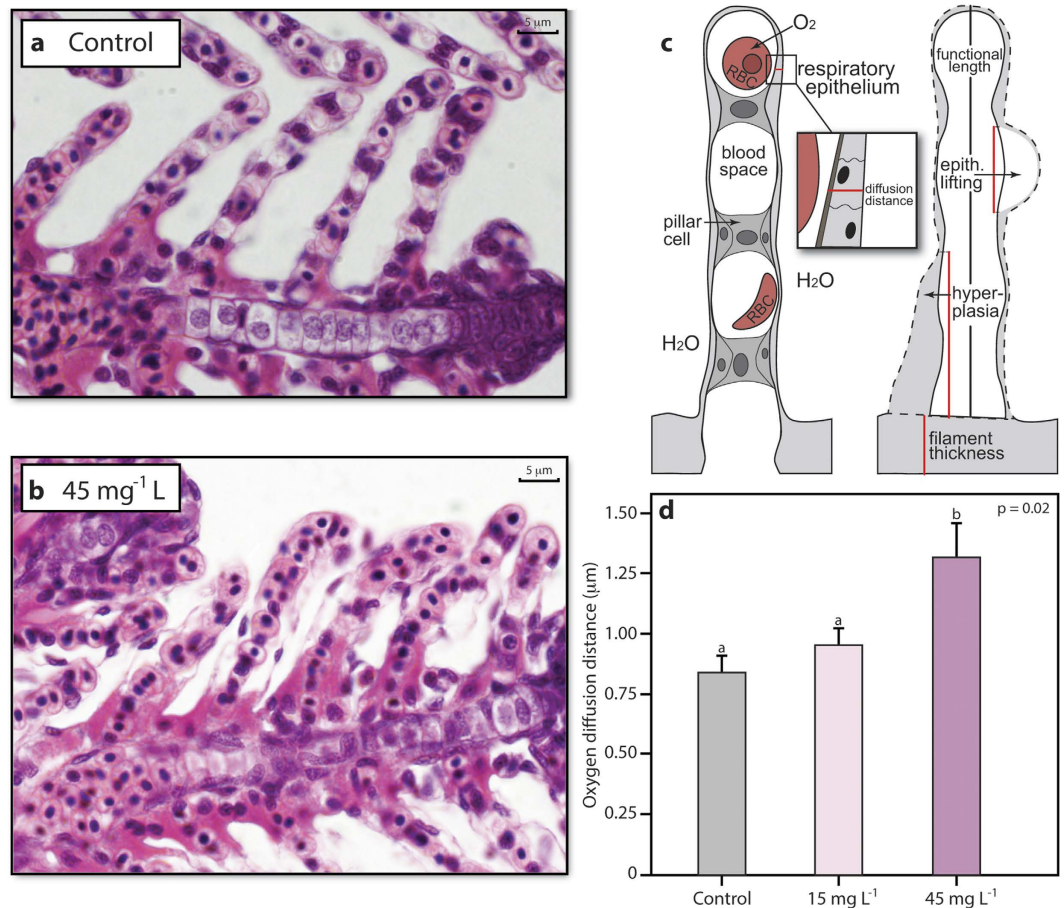 a Control
5 μm
b 45 mg⁻¹ L
5 μm
c
O₂
RBC
respiratory
epithelium
blood
space
diffusion
distance
pillar
cell
H₂O
RBC
H₂O
functional
length
epith.
lifting
hyper-
plasia
filament
thickness
d
p = 0.02
Oxygen diffusion distance (μm)
1.50
1.25
1.00
0.75
0.50
0.25
0
a
a
b
Control
15 mg L⁻¹
45 mg L⁻¹